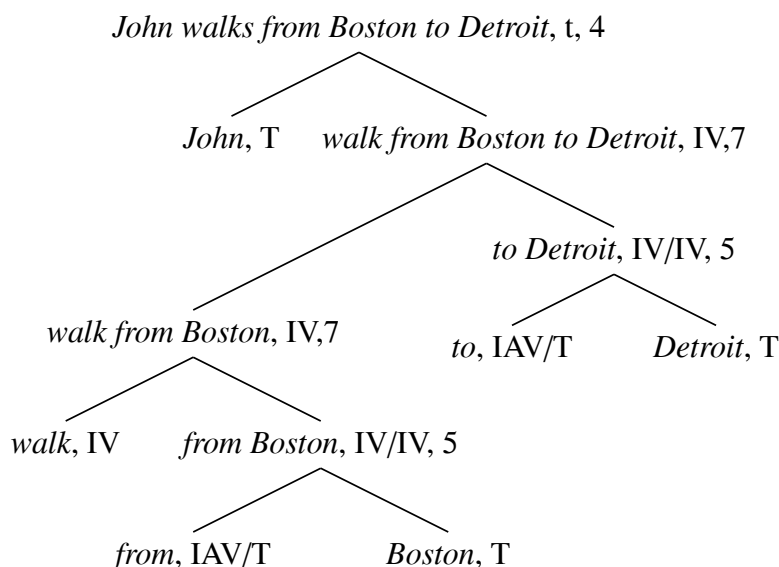 John walks from Boston to Detroit, t, 4
John, T walk from Boston to Detroit, IV,7
to Detroit, IV/IV, 5
walk from Boston, IV,7 to, IAV/T Detroit, T
walk, IV from Boston, IV/IV, 5
from, IAV/T Boston, T